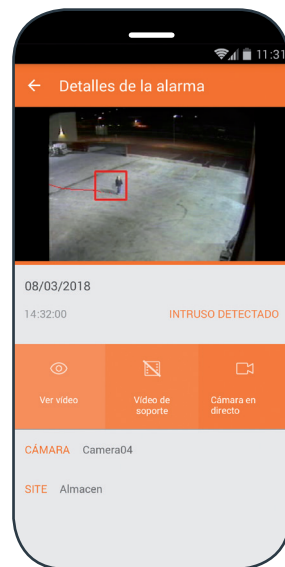 11:31
Detalles de la alarma
08/03/2018
14:32:00 INTRUSO DETECTADO
Ver video
Vídeo de
soporte
Cámara en
directo
CÁMARA Camera04
SITE Almacen